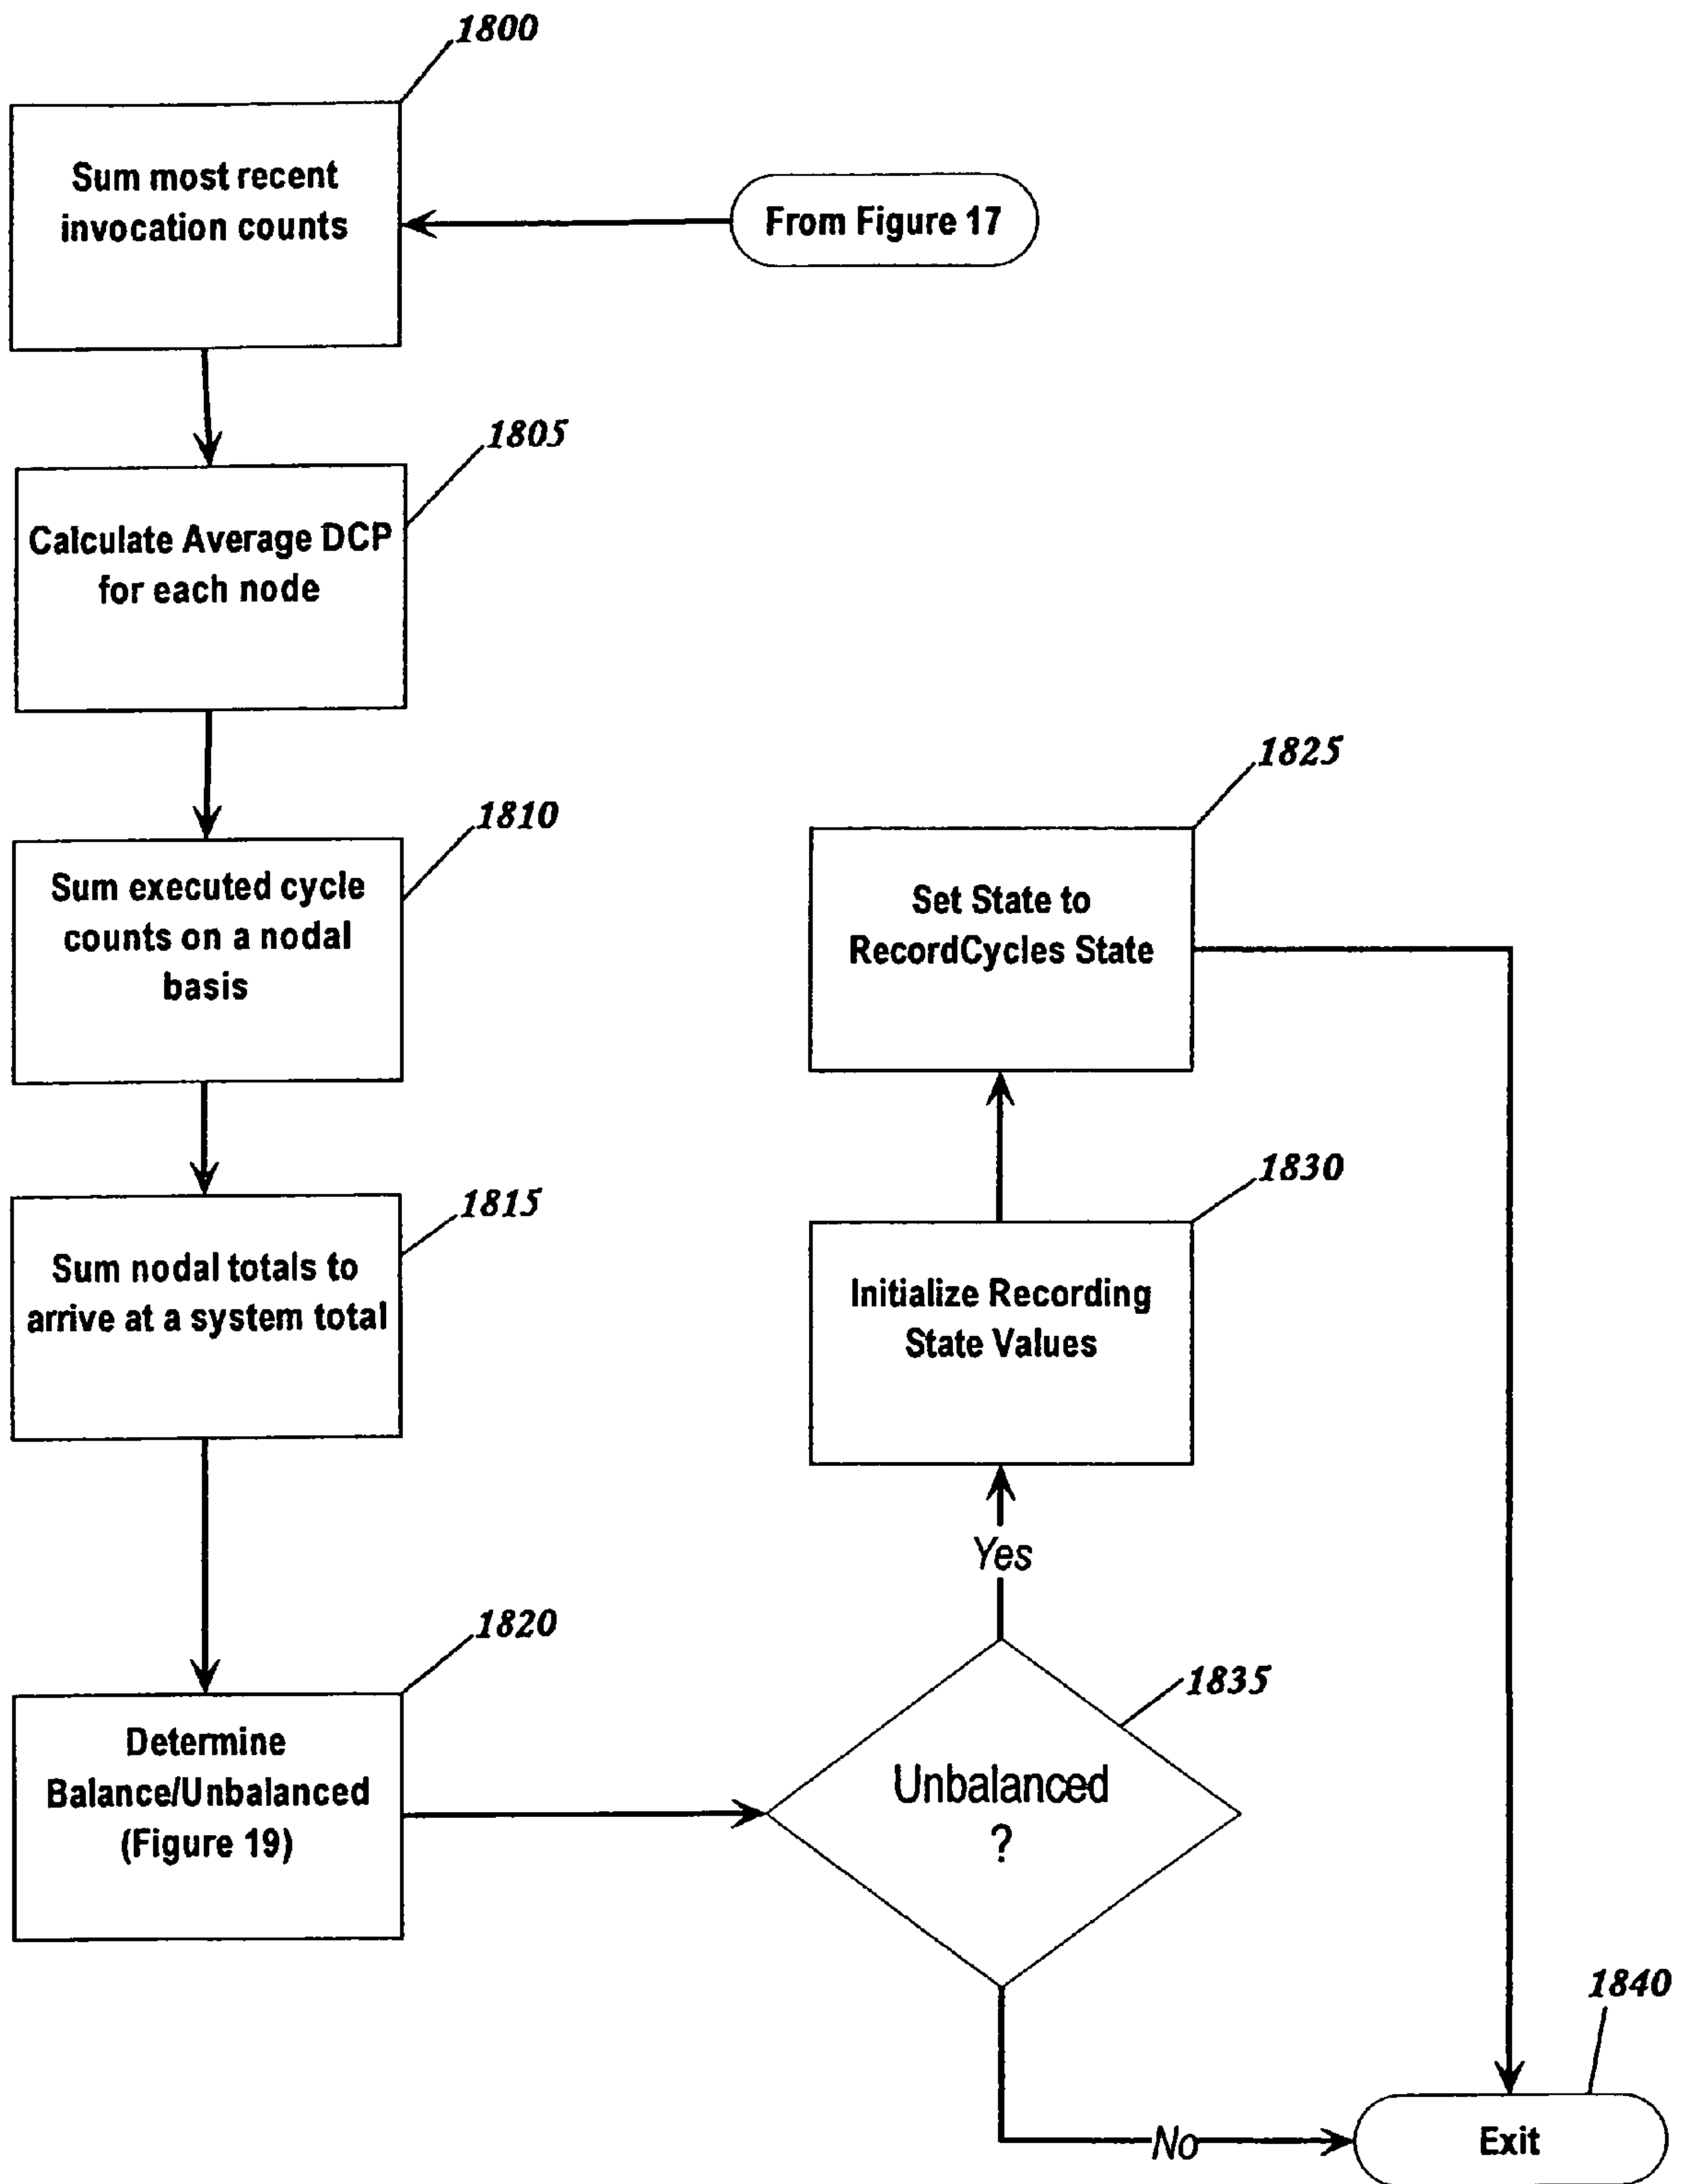 1800
Sum most recent
invocation counts
From Figure 17
1805
Calculate Average DCP
for each node
1810
Sum executed cycle
counts on a nodal
basis
1815
Sum nodal totals to
arrive at a system total
1820
Determine
Balance/Unbalanced
(Figure 19)
1835
Unbalanced
?
Yes
1830
Initialize Recording
State Values
1825
Set State to
RecordCycles State
No
1840
Exit